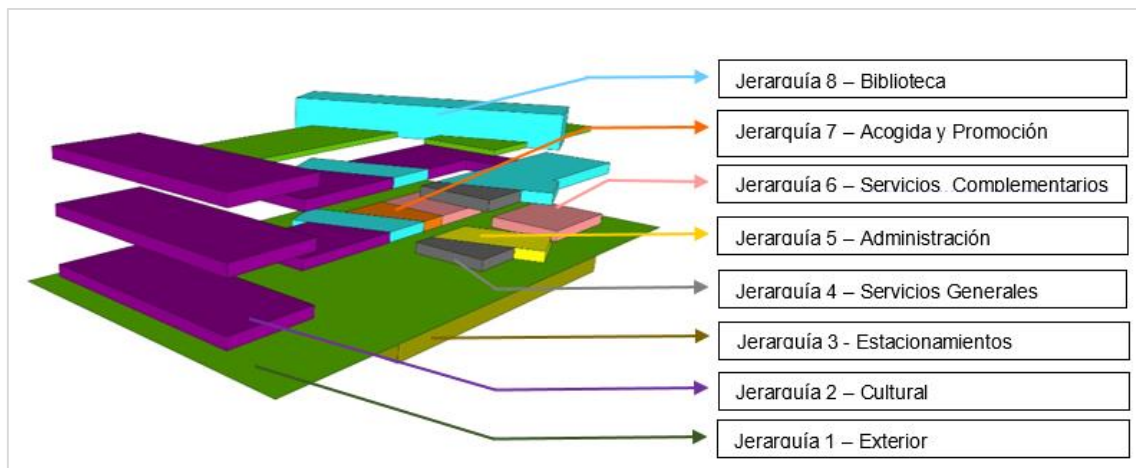 Jerarquía 8 – Biblioteca
Jerarquía 7 – Acogida y Promoción
Jerarquía 6 – Servicios Complementarios
Jerarquía 5 – Administración
Jerarquía 4 – Servicios Generales
Jerarquía 3 - Estacionamientos
Jerarquía 2 – Cultural
Jerarquía 1 – Exterior